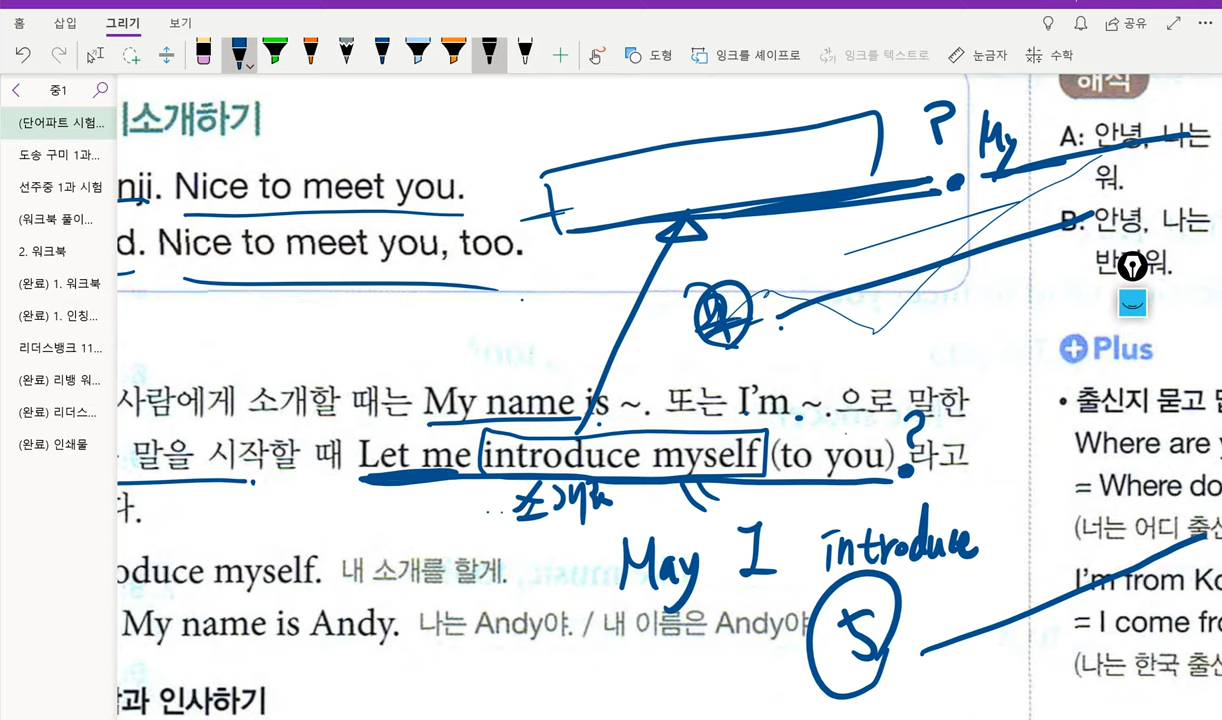 홈 삽입 그리기 보기
공유
도형 잉크를 셰이프로 잉크를 텍스트로 눈금자 수학
중1
(단어파트 시험...
도송 구미 1과...
선주중 1과 시험
(워크북 풀이...
2. 워크북
(완료) 1. 워크북
(완료) 1. 인칭...
리더스뱅크 11...
(완료) 리뱅 워...
(완료) 리더스...
(완료) 인쇄물
소개하기
nji. Nice to meet you.
d. Nice to meet you, too.
? My
사람에게 소개할 때는 My name is ~. 또는 I'm ~.으로 말한
말을 시작할 때 Let me introduce myself (to you).?라고
다.
소개하
May I introduce
oduce myself. 내 소개를 할게.
My name is Andy. 나는 Andy야. / 내 이름은 Andy야
5
과 인사하기
해석
A: 안녕, 나는
워.
B: 안녕, 나는
반가워.
Plus
• 출신지 묻고 답
Where are y
= Where do
(너는 어디 출신
I'm from Ko
= I come fro
(나는 한국 출신